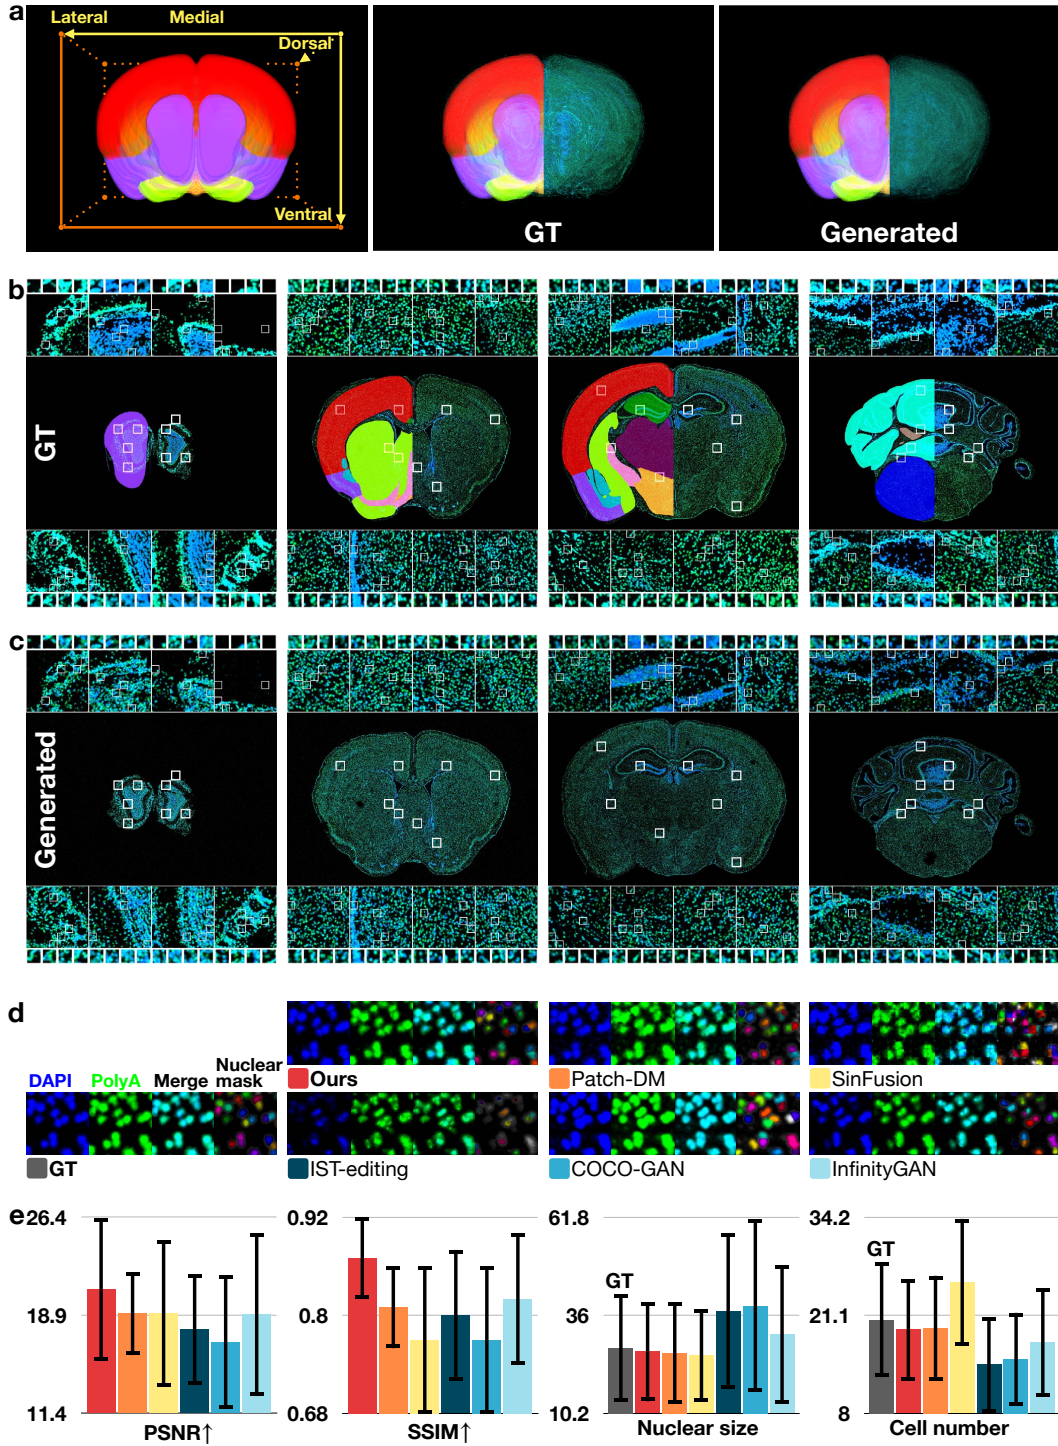 a
Lateral
Medial
Dorsal
Ventral
GT
Generated
b
GT
c
Generated
d
DAPI
PolyA
Merge
Nuclear
mask
GT
Ours
Patch-DM
SinFusion
IST-editing
COCO-GAN
InfinityGAN
e
26.4
18.9
11.4
PSNR↑
0.92
0.8
0.68
SSIM↑
61.8
36
10.2
GT
Nuclear size
34.2
21.1
8
GT
Cell number